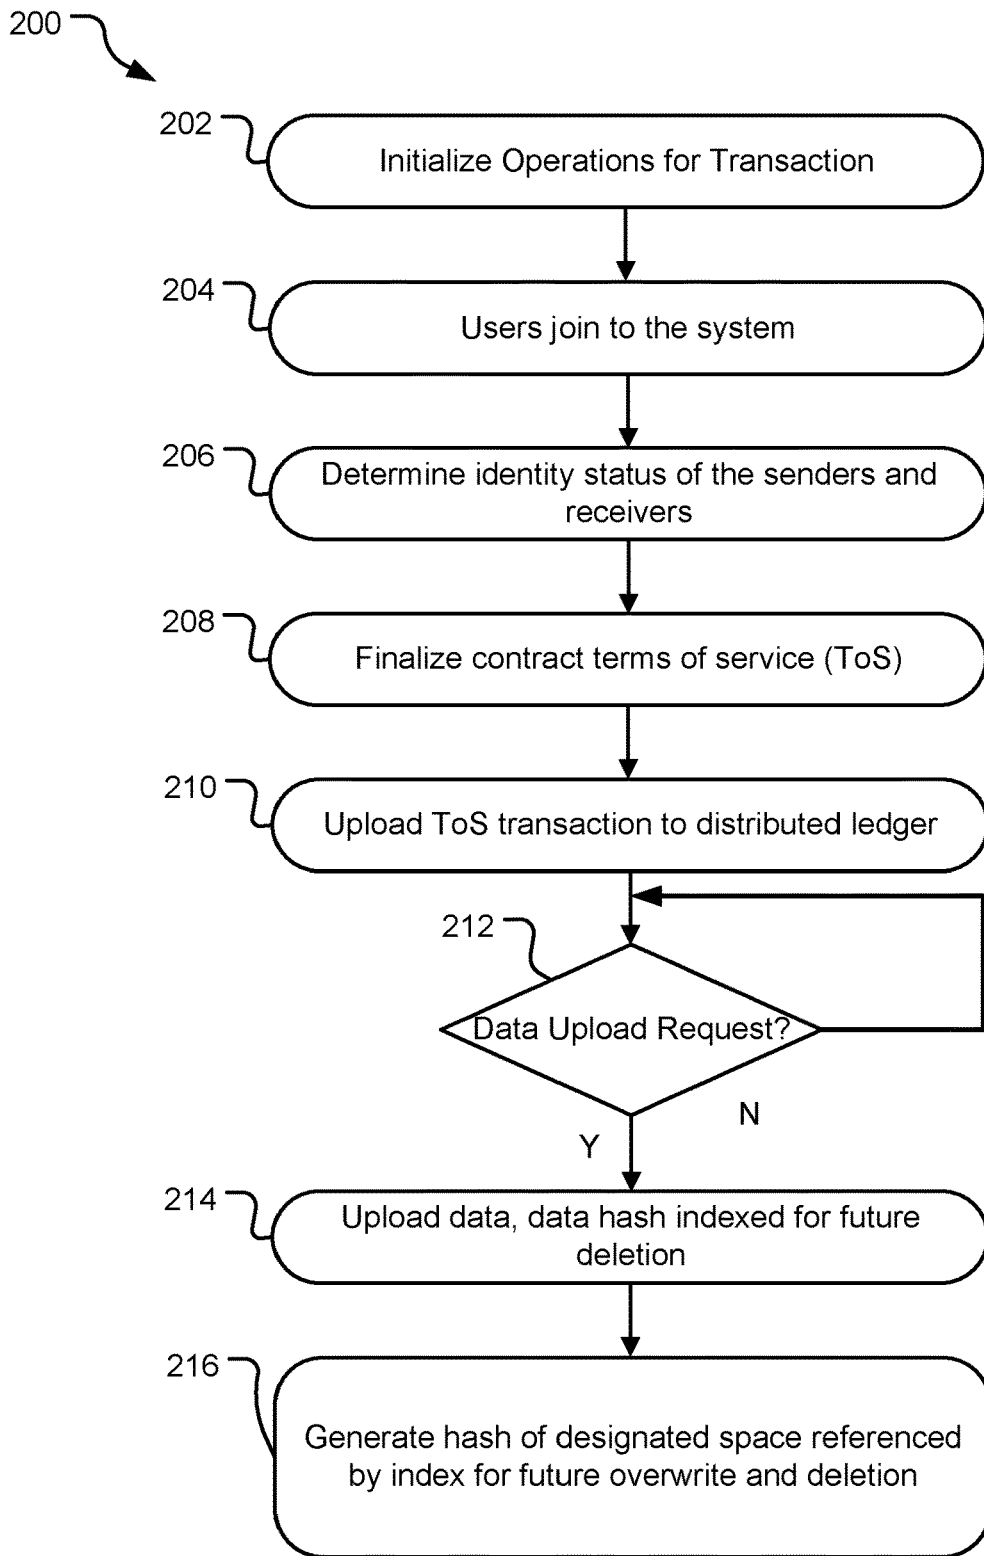 200
202
Initialize Operations for Transaction
204
Users join to the system
206
Determine identity status of the senders and
receivers
208
Finalize contract terms of service (ToS)
210
Upload ToS transaction to distributed ledger
212
Data Upload Request?
N
Y
214
Upload data, data hash indexed for future
deletion
216
Generate hash of designated space referenced
by index for future overwrite and deletion